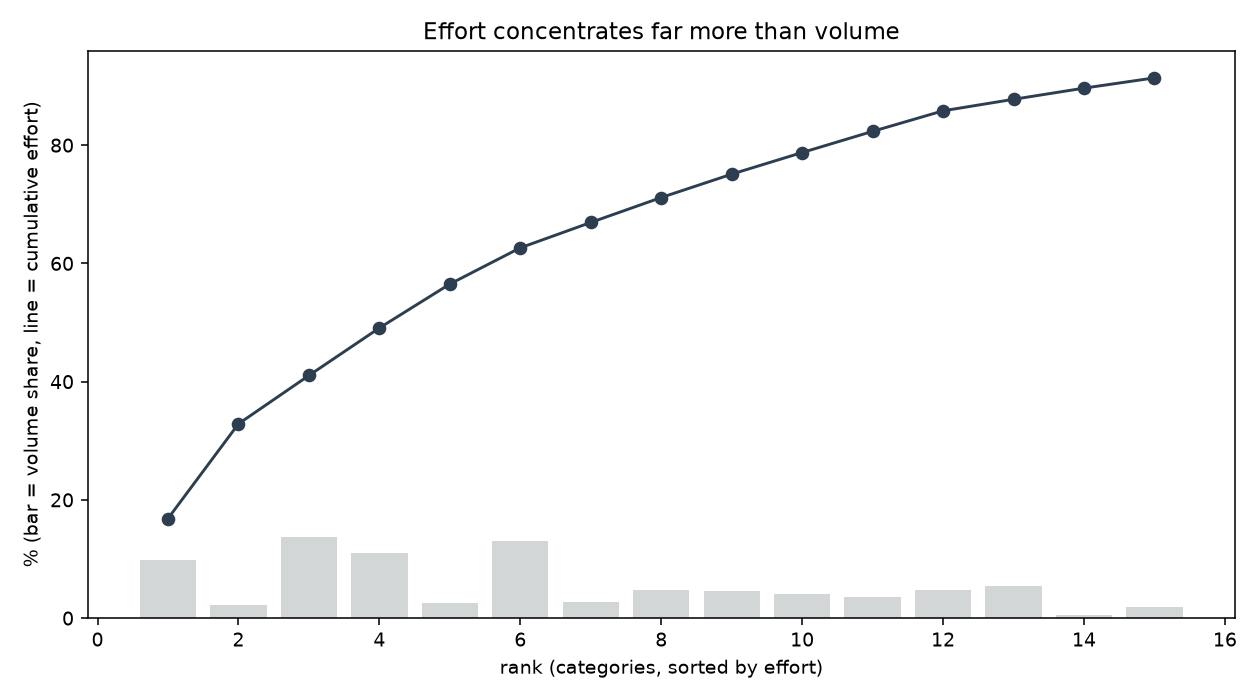 Effort concentrates far more than volume
% (bar = volume share, line = cumulative effort)
80
60
40
20
0
0 2 4 6 8 10 12 14 16
rank (categories, sorted by effort)